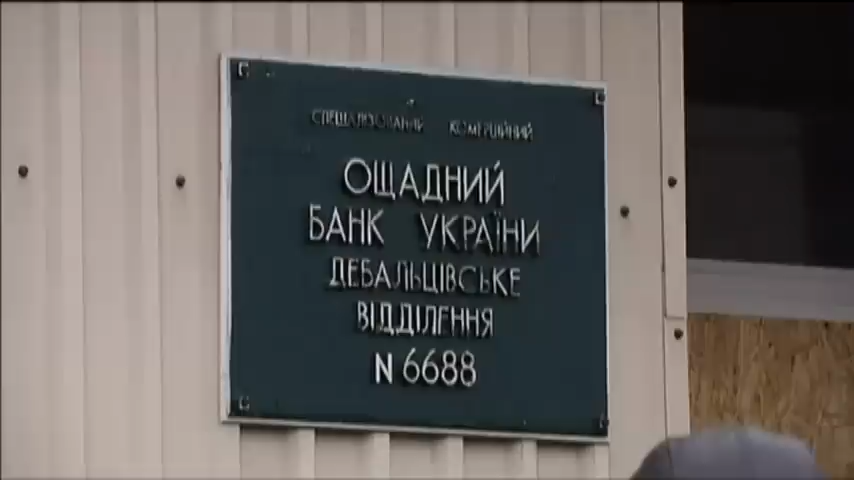 СПЕЦІАЛІЗОВАНИЙ КОМЕРЦІЙНИЙ
ОЩАДНИЙ
БАНК УКРАЇНИ
ДЕБАЛЬЦІВСЬКЕ
ВІДДІЛЕННЯ
N 6688